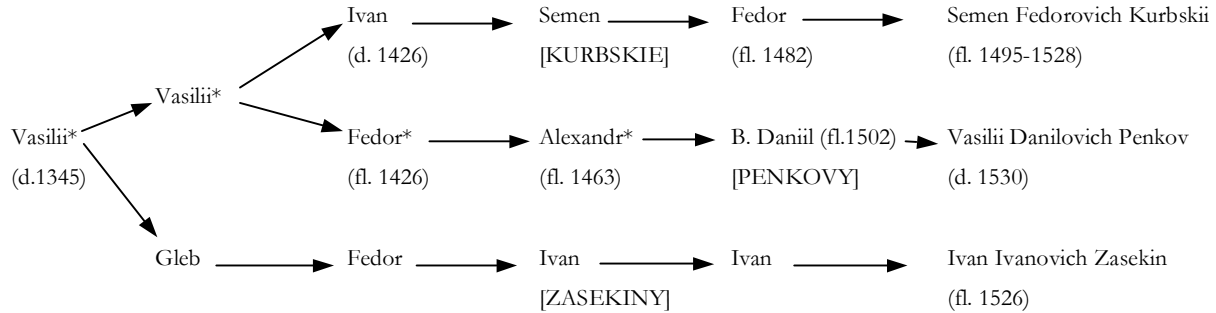 Ivan Semen Fedor Semen Fedorovich Kurbskii
(d. 1426) [KURBSKIE] (fl. 1482) (fl. 1495-1528)
Vasilii*
Vasilii* Fedor* Alexandr* B. Daniil (fl.1502) Vasilii Danilovich Penkov
(d.1345) (fl. 1426) (fl. 1463) [PENKOVY] (d. 1530)
Gleb Fedor Ivan Ivan Ivan Ivanovich Zasekin
[ZASEKINY] (fl. 1526)